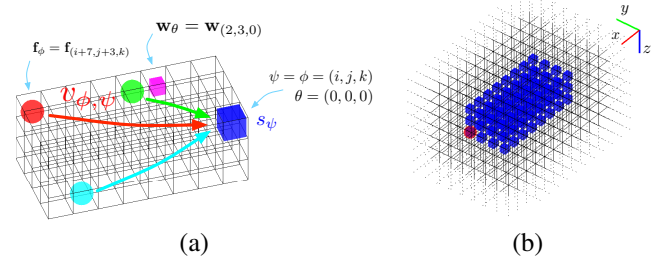 𝐟_ϕ = 𝐟_(i+7,j+3,k)
𝐰_θ = 𝐰_(2,3,0)
v_ϕ,ψ
ψ = ϕ = (i, j, k)
θ = (0, 0, 0)
s_ψ
(a)
y
x
z
(b)